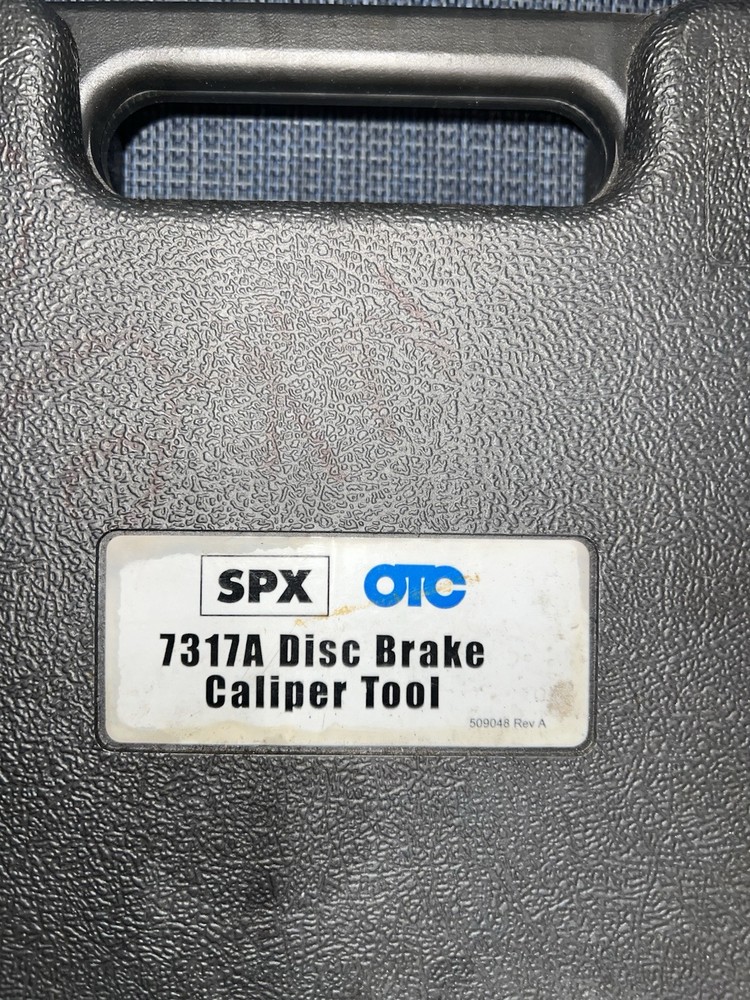 SPX OTC
7317A Disc Brake
Caliper Tool
509048 Rev A